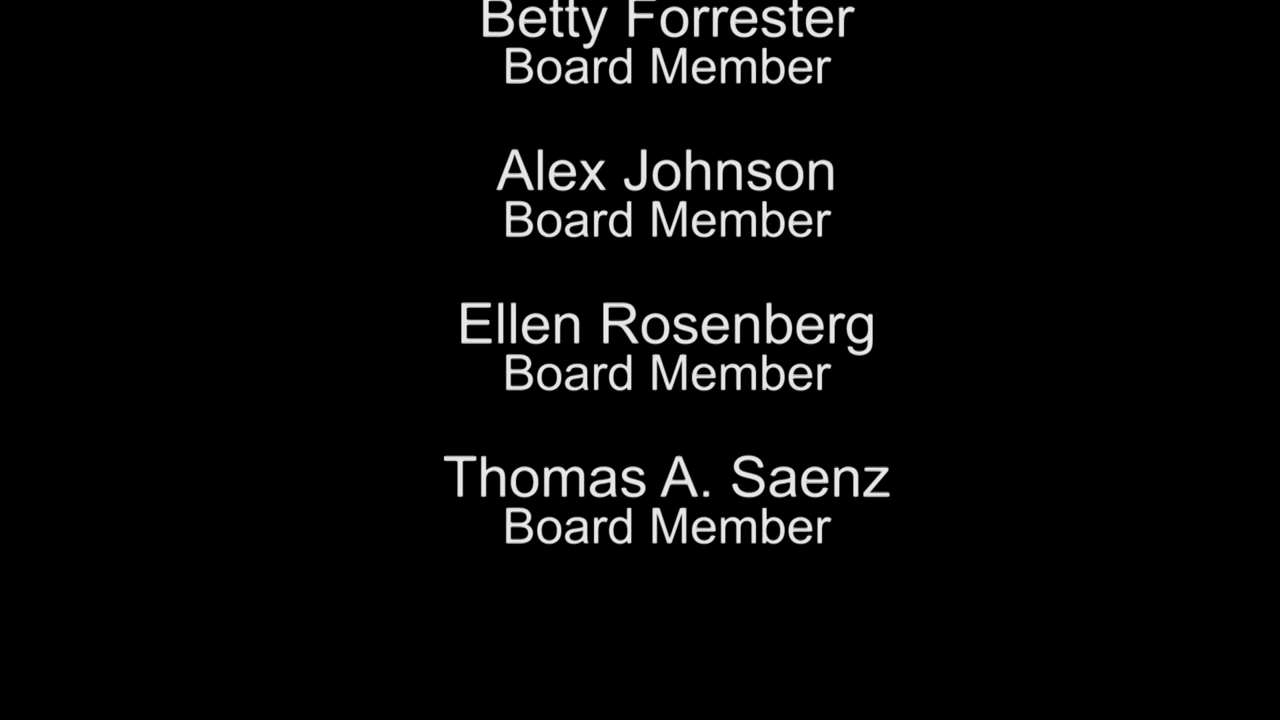 Betty Forrester
Board Member
Alex Johnson
Board Member
Ellen Rosenberg
Board Member
Thomas A. Saenz
Board Member